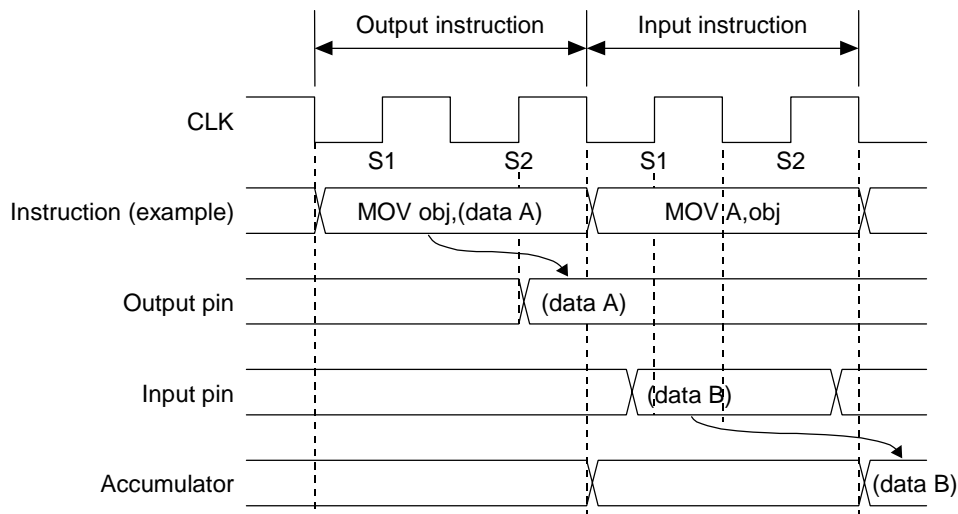 Output instruction
Input instruction
CLK
S1
S2
S1
S2
Instruction (example)
MOV obj,(data A)
MOV A,obj
Output pin
(data A)
Input pin
(data B)
Accumulator
(data B)